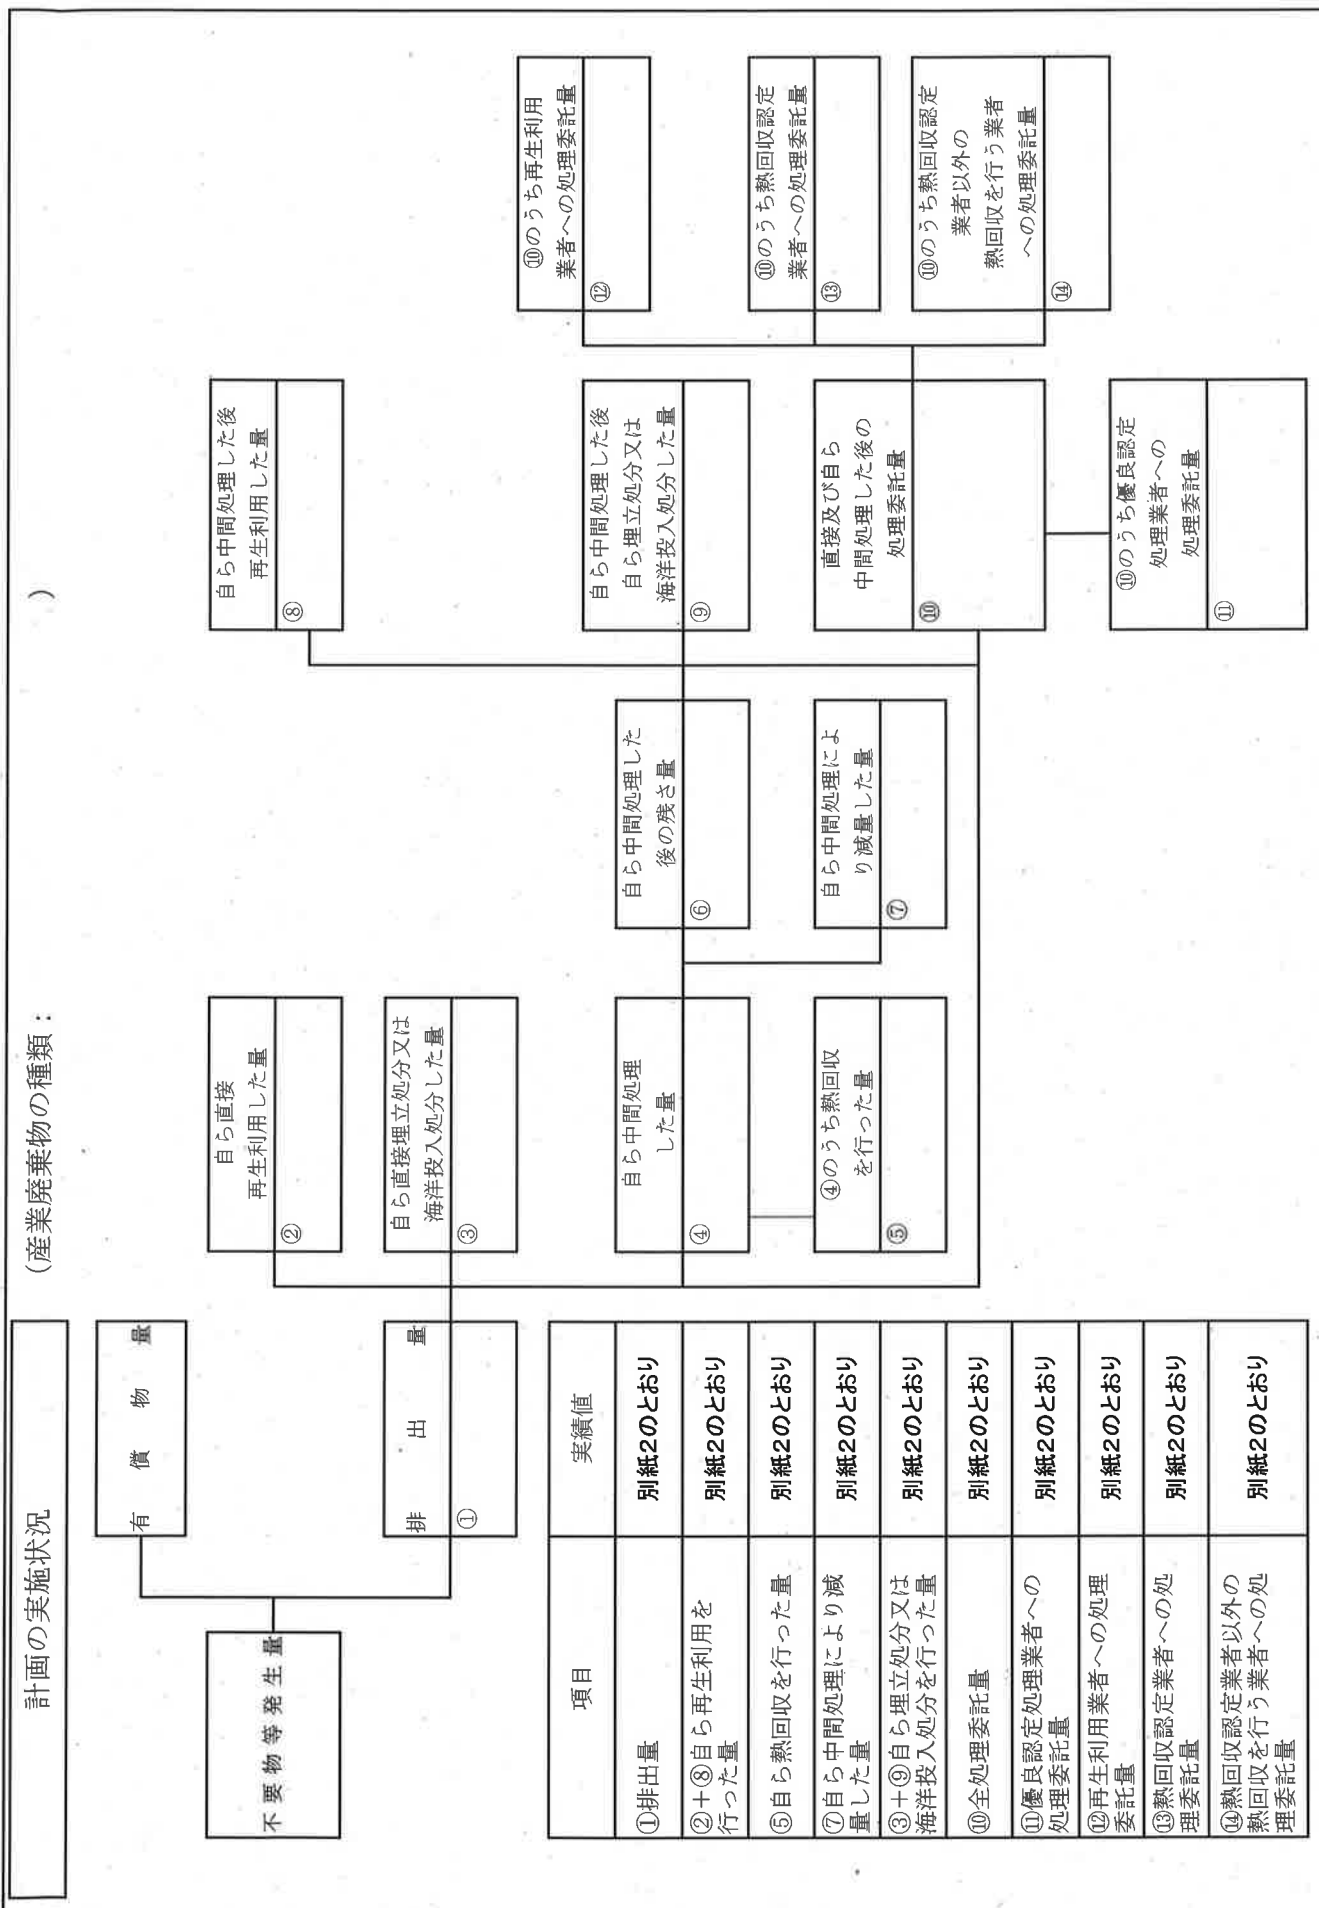 計画の実施状況
(産業廃棄物の種類: )
不要物等発生量
有償物量
排出量
①
自ら直接
再生利用した量
②
自ら直接埋立処分又は
海洋投入処分した量
③
自ら中間処理
した量
④
④のうち熱回収
を行った量
⑤
自ら中間処理した
後の残さ量
⑥
自ら中間処理によ
り減量した量
⑦
自ら中間処理した後
再生利用した量
⑧
自ら中間処理した後
自ら埋立処分又は
海洋投入処分した量
⑨
直接及び自ら
中間処理した後の
処理委託量
⑩
⑩のうち優良認定
処理業者への
処理委託量
⑪
⑩のうち再生利用
業者への処理委託量
⑫
⑩のうち熱回収認定
業者への処理委託量
⑬
⑩のうち熱回収認定
業者以外の
熱回収を行う業者
への処理委託量
⑭
項目 実績値
①排出量 別紙2のとおり
②+⑧自ら再生利用を
行った量 別紙2のとおり
⑤自ら熱回収を行った量 別紙2のとおり
⑦自ら中間処理により減
量した量 別紙2のとおり
③+⑨自ら埋立処分又は
海洋投入処分を行った量 別紙2のとおり
⑩全処理委託量 別紙2のとおり
⑪優良認定処理業者への
処理委託量 別紙2のとおり
⑫再生利用業者への処理
委託量 別紙2のとおり
⑬熱回収認定業者への処
理委託量 別紙2のとおり
⑭熱回収認定業者以外の
熱回収を行う業者への処
理委託量 別紙2のとおり